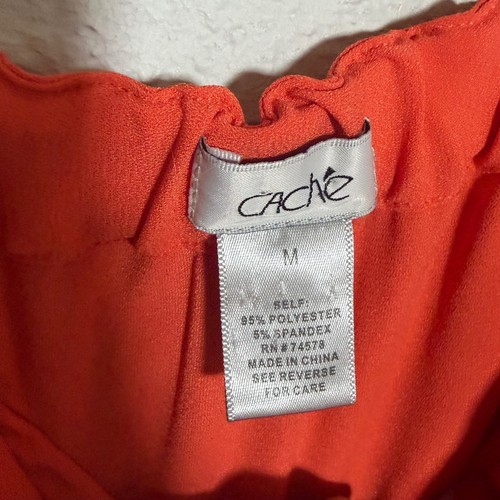 CAChé
M
SELF:
95% POLYESTER
5% SPANDEX
RN # 74578
MADE IN CHINA
SEE REVERSE
FOR CARE